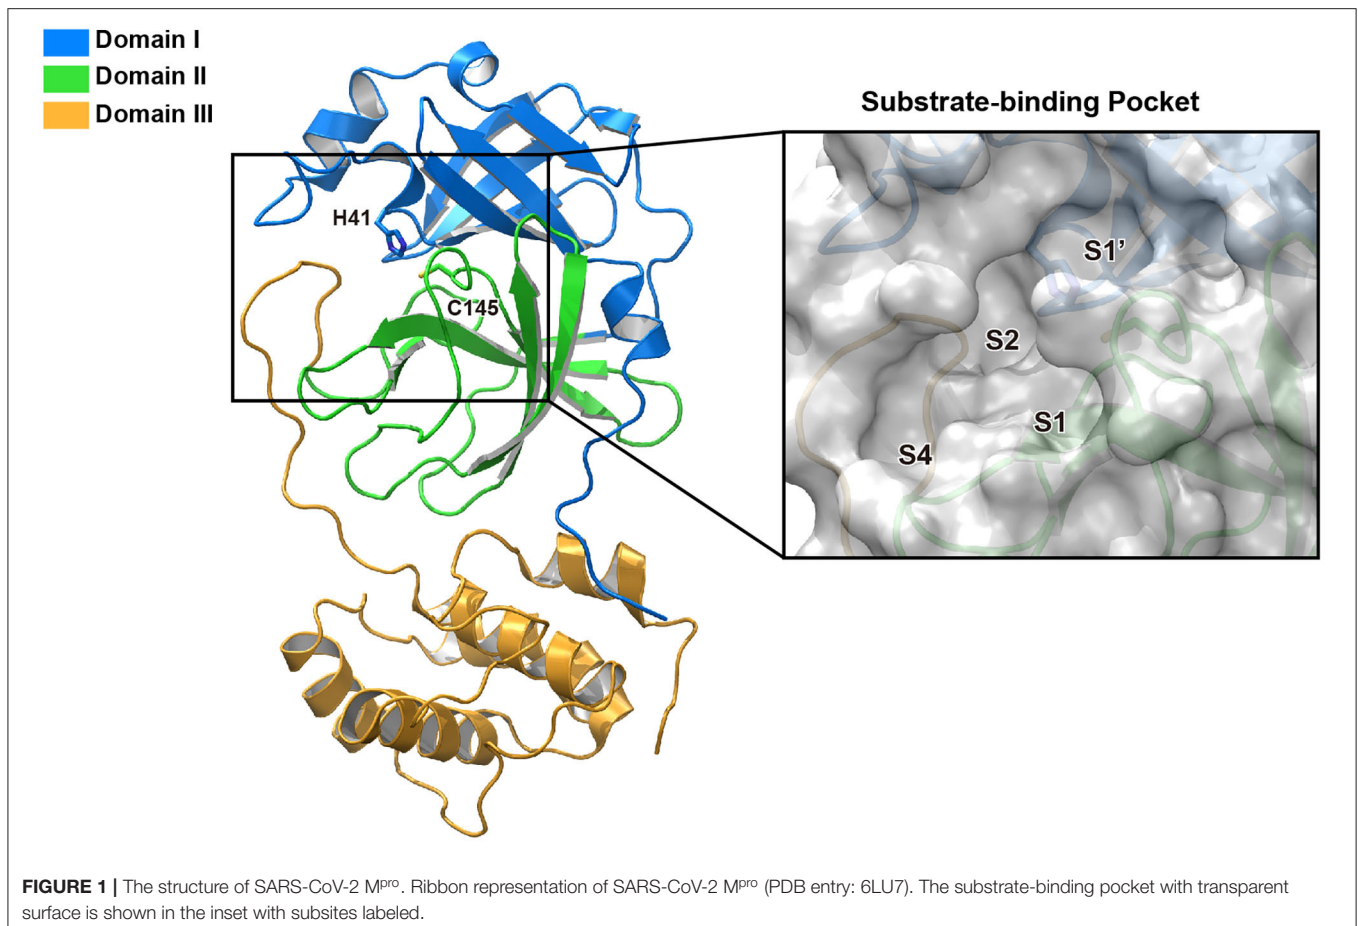 Domain I
Domain II
Domain III
Substrate-binding Pocket
H41
C145
S1’
S2
S1
S4
FIGURE 1 | The structure of SARS-CoV-2 Mpro. Ribbon representation of SARS-CoV-2 Mpro (PDB entry: 6LU7). The substrate-binding pocket with transparent
surface is shown in the inset with subsites labeled.